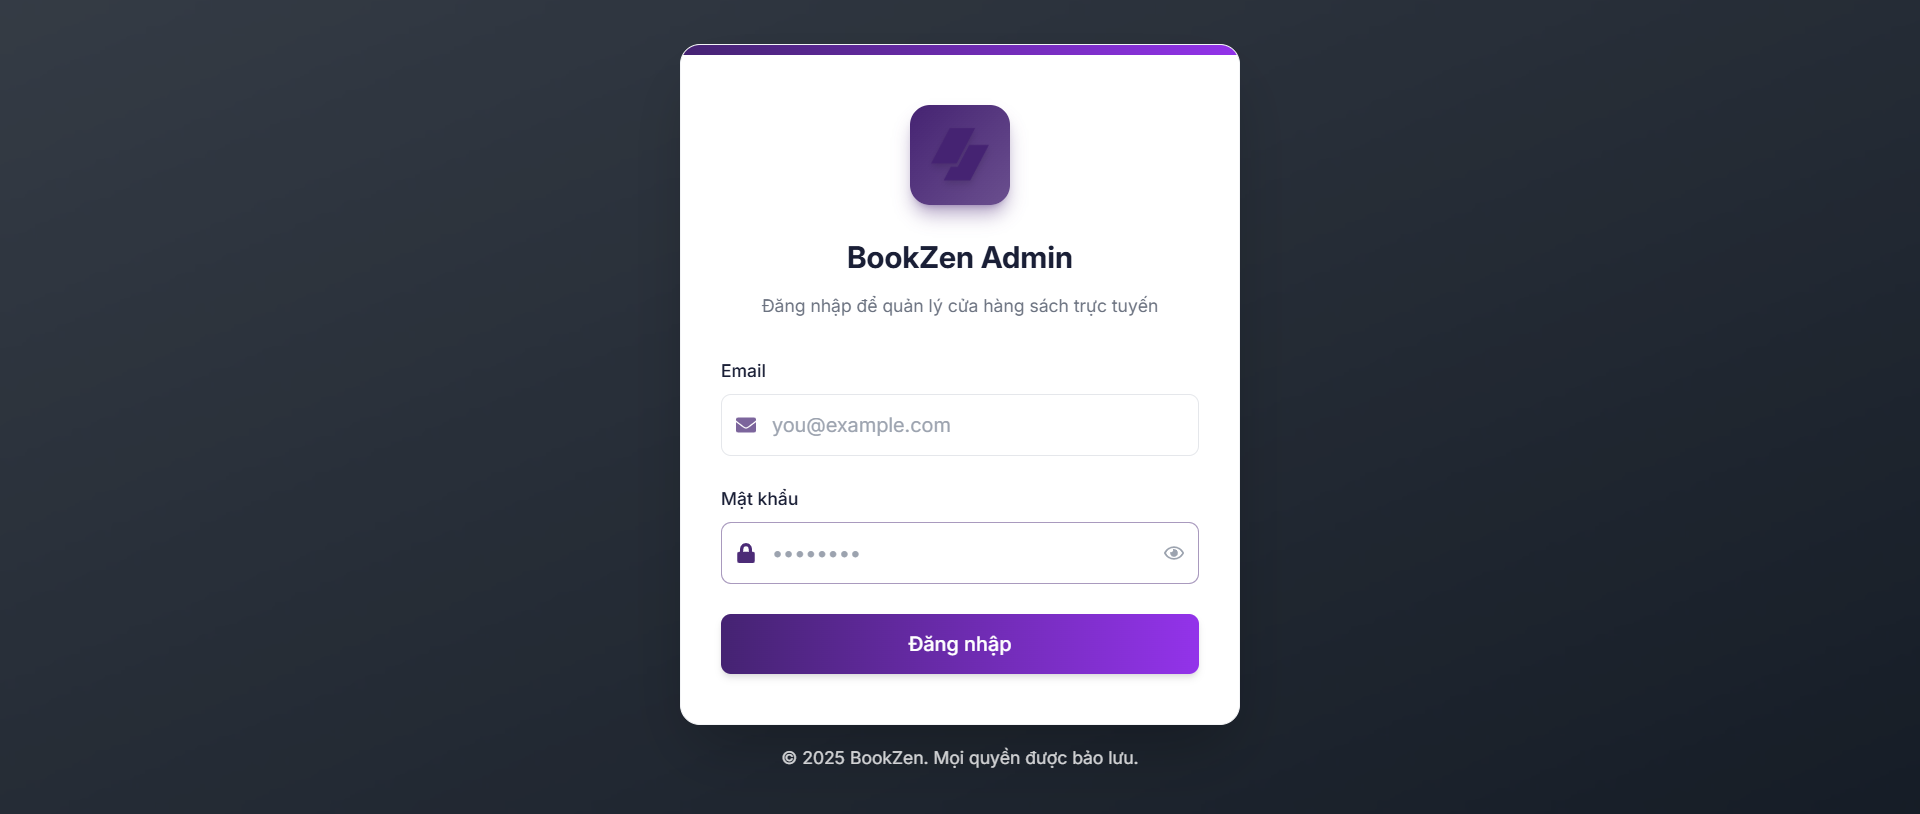 BookZen Admin
Đăng nhập để quản lý cửa hàng sách trực tuyến
Email
you@example.com
Mật khẩu
••••••••
Đăng nhập
© 2025 BookZen. Mọi quyền được bảo lưu.